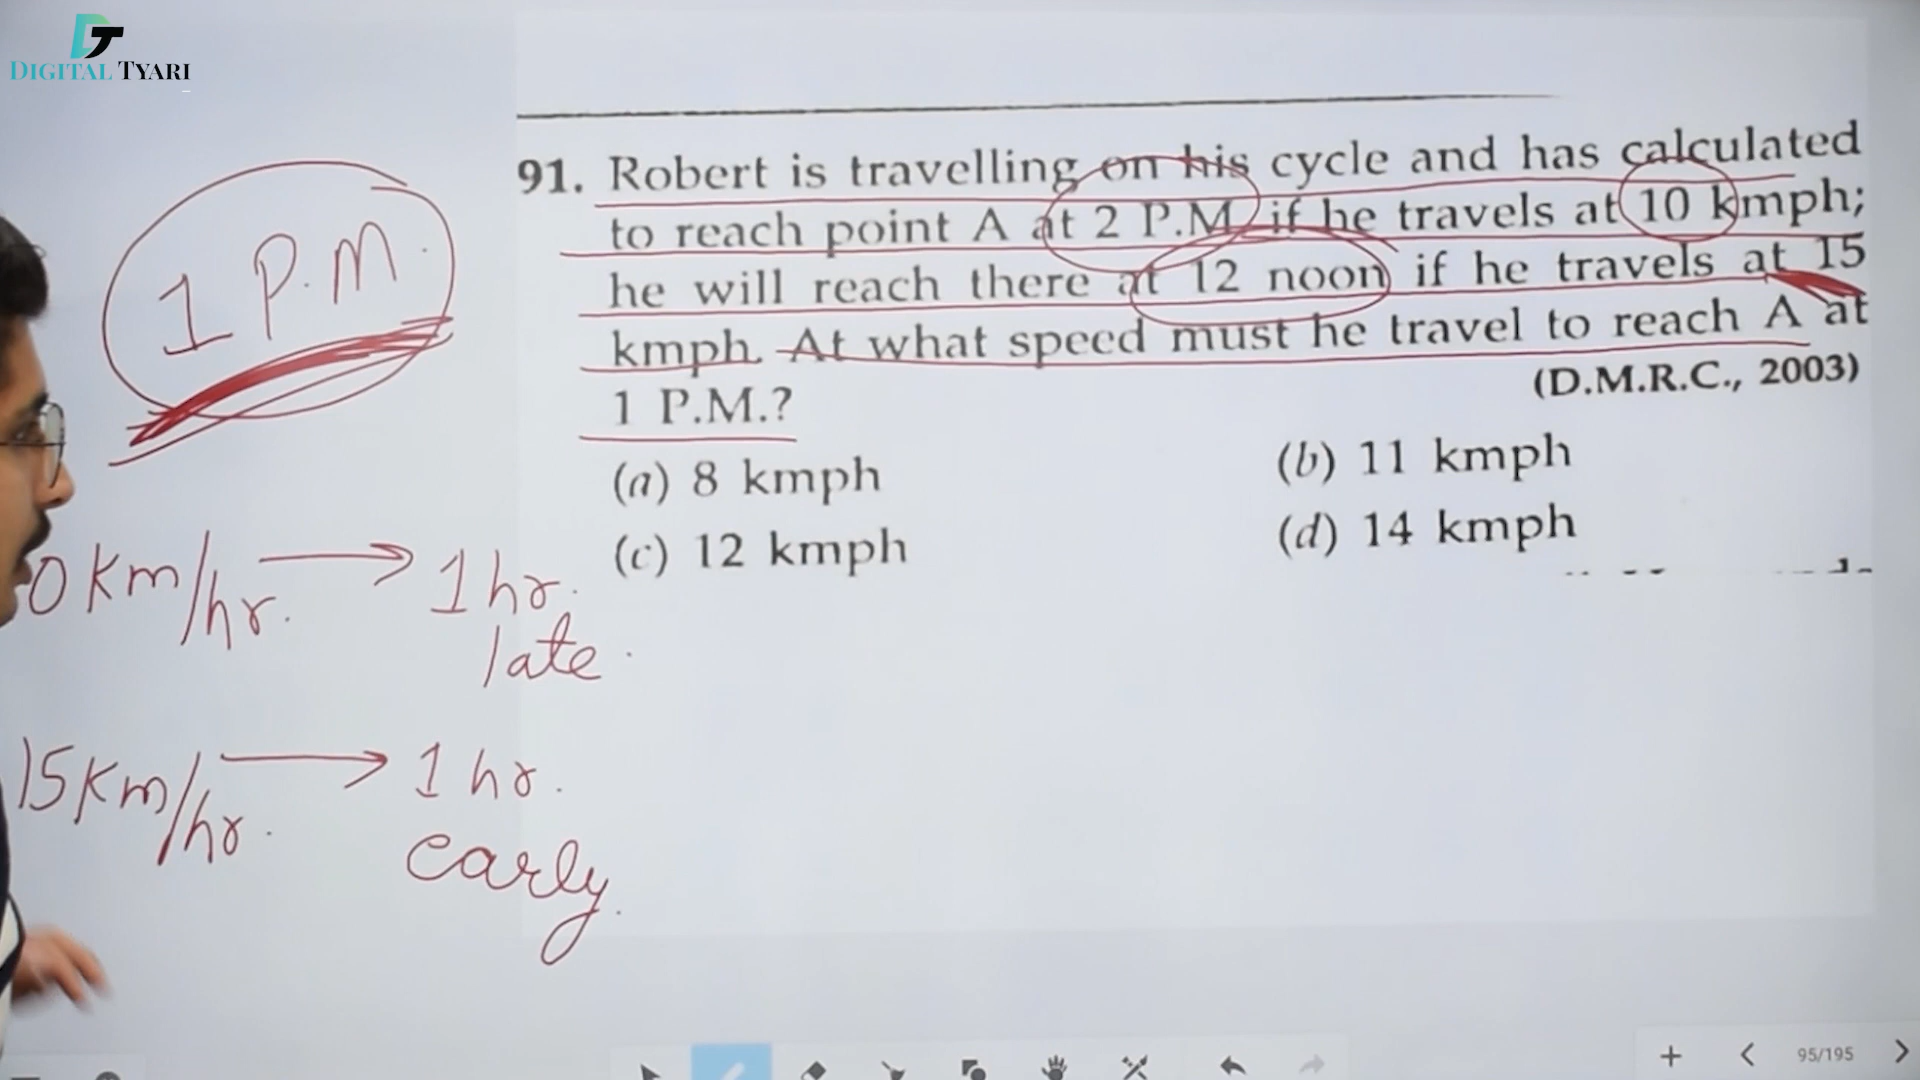 DT
DIGITAL TYARI
91. Robert is travelling on his cycle and has calculated
to reach point A at 2 P.M. if he travels at 10 kmph;
he will reach there at 12 noon if he travels at 15
kmph. At what speed must he travel to reach A at
1 P.M.?
(D.M.R.C., 2003)
(a) 8 kmph
(b) 11 kmph
(c) 12 kmph
(d) 14 kmph
1 P.M.
0 km/hr. → 1 hr.
late.
15 km/hr. → 1 hr.
early.
95/195